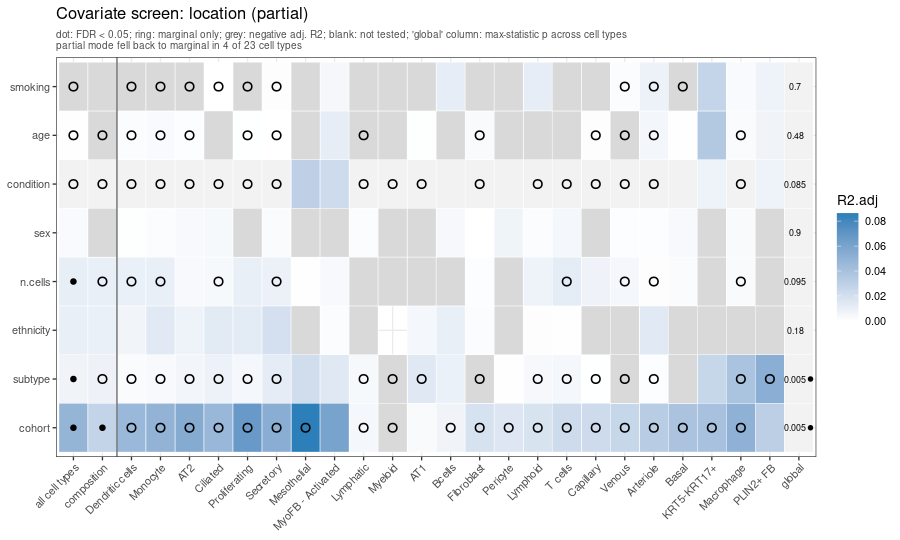 Covariate screen: location (partial)
dot: FDR < 0.05; ring: marginal only; grey: negative adj. R2; blank: not tested; 'global' column: max-statistic p across cell types
partial mode fell back to marginal in 4 of 23 cell types
smoking
0.7
age
0.48
condition
0.085
sex
0.9
n.cells
0.095
ethnicity
0.18
subtype
0.005
cohort
0.005
R2.adj
0.08
0.06
0.04
0.02
0.00
all cell types
composition
Dendritic cells
Monocyte
AT2
Ciliated
Proliferating
Secretory
Mesothelial
MyoFB - Activated
Lymphatic
Myeloid
AT1
Bcells
Fibroblast
Pericyte
Lymphoid
T cells
Capillary
Venous
Arteriole
Basal
KRT5-KRT17+
Macrophage
PLIN2+ FB
global